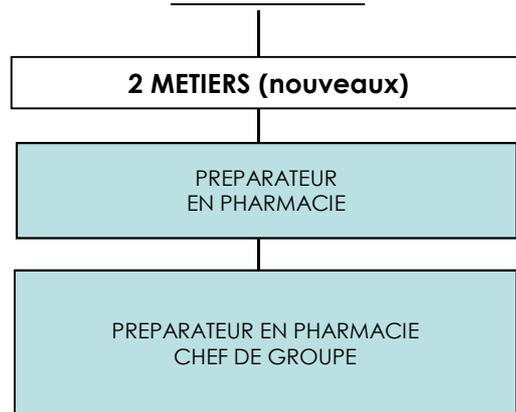 2 METIERS (nouveaux)
PREPARATEUR
EN PHARMACIE
PREPARATEUR EN PHARMACIE
CHEF DE GROUPE